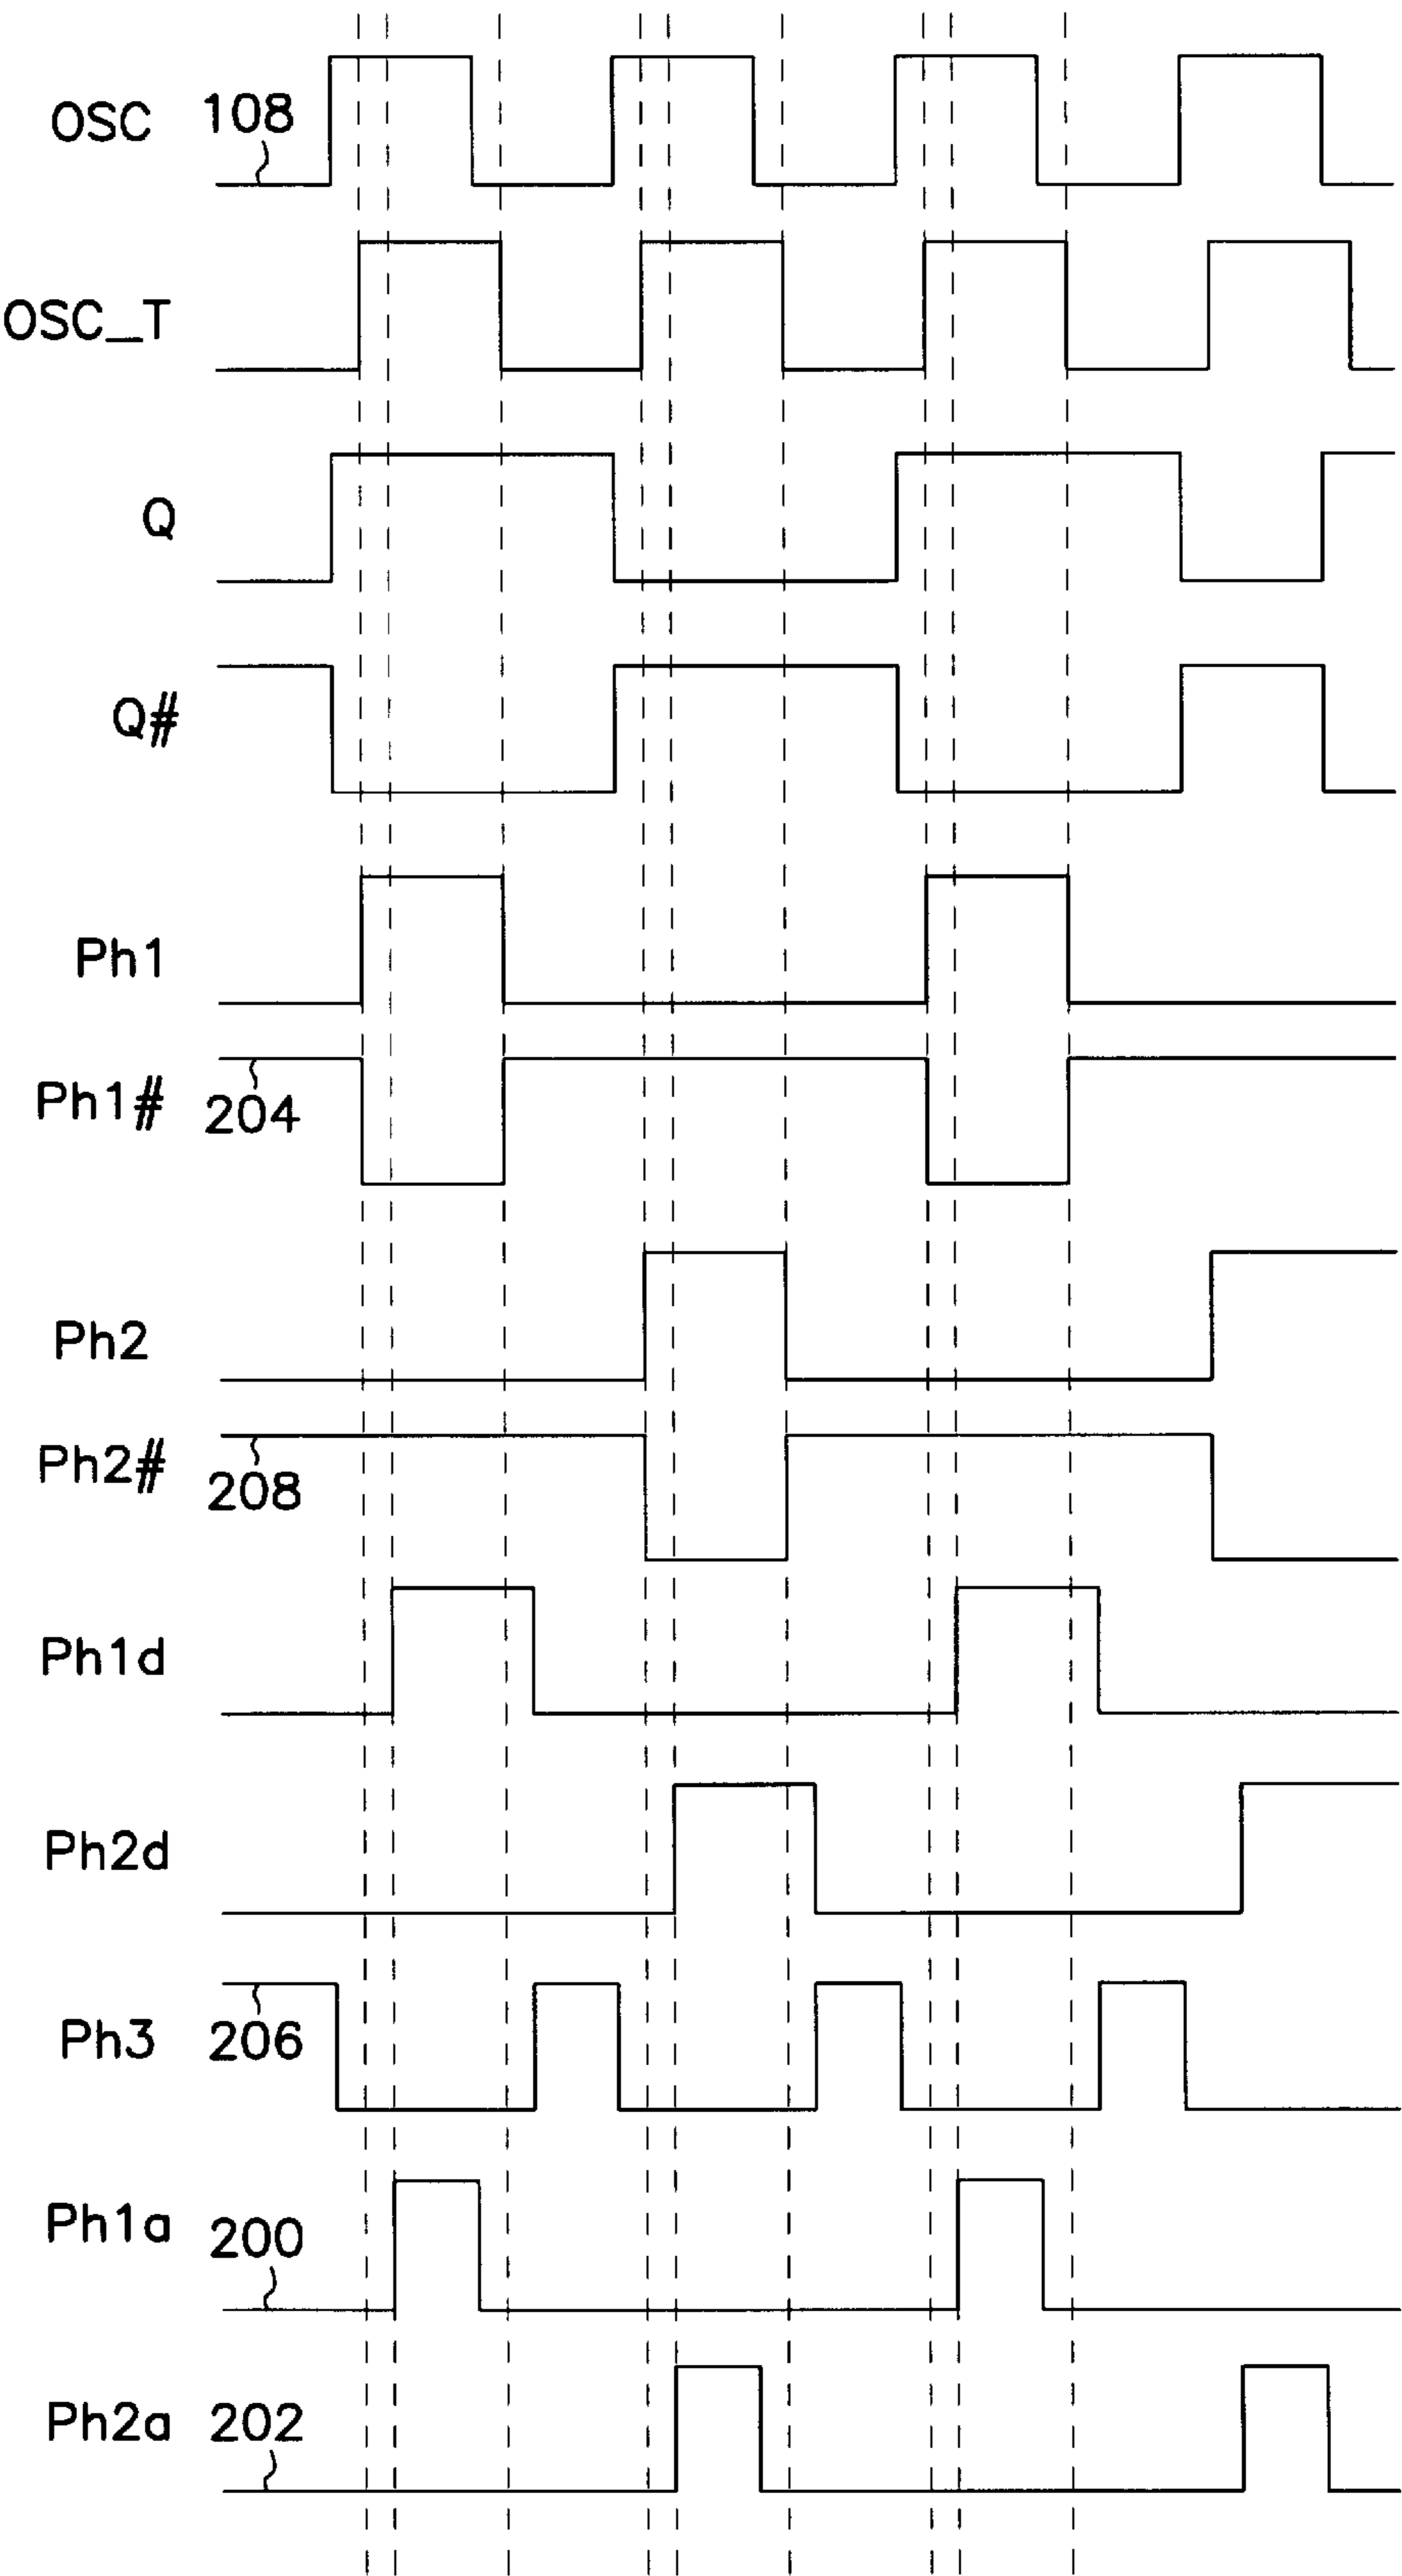 OSC 108
OSC_T
Q
Q#
Ph1
Ph1# 204
Ph2
Ph2# 208
Ph1d
Ph2d
Ph3 206
Ph1a 200
Ph2a 202